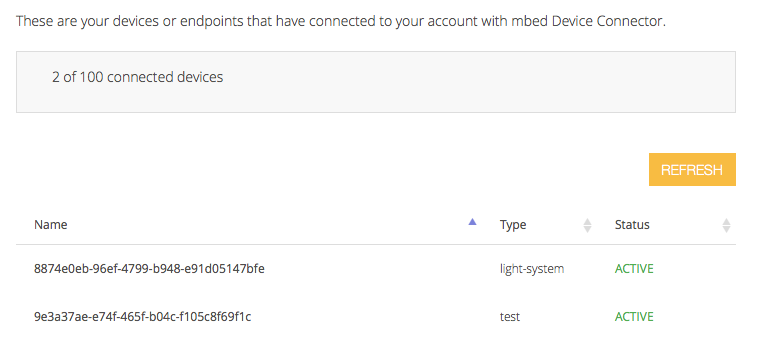 These are your devices or endpoints that have connected to your account with mbed Device Connector.
2 of 100 connected devices
REFRESH
Name Type Status
8874e0eb-96ef-4799-b948-e91d05147bfe light-system ACTIVE
9e3a37ae-e74f-465f-b04c-f105c8f69f1c test ACTIVE